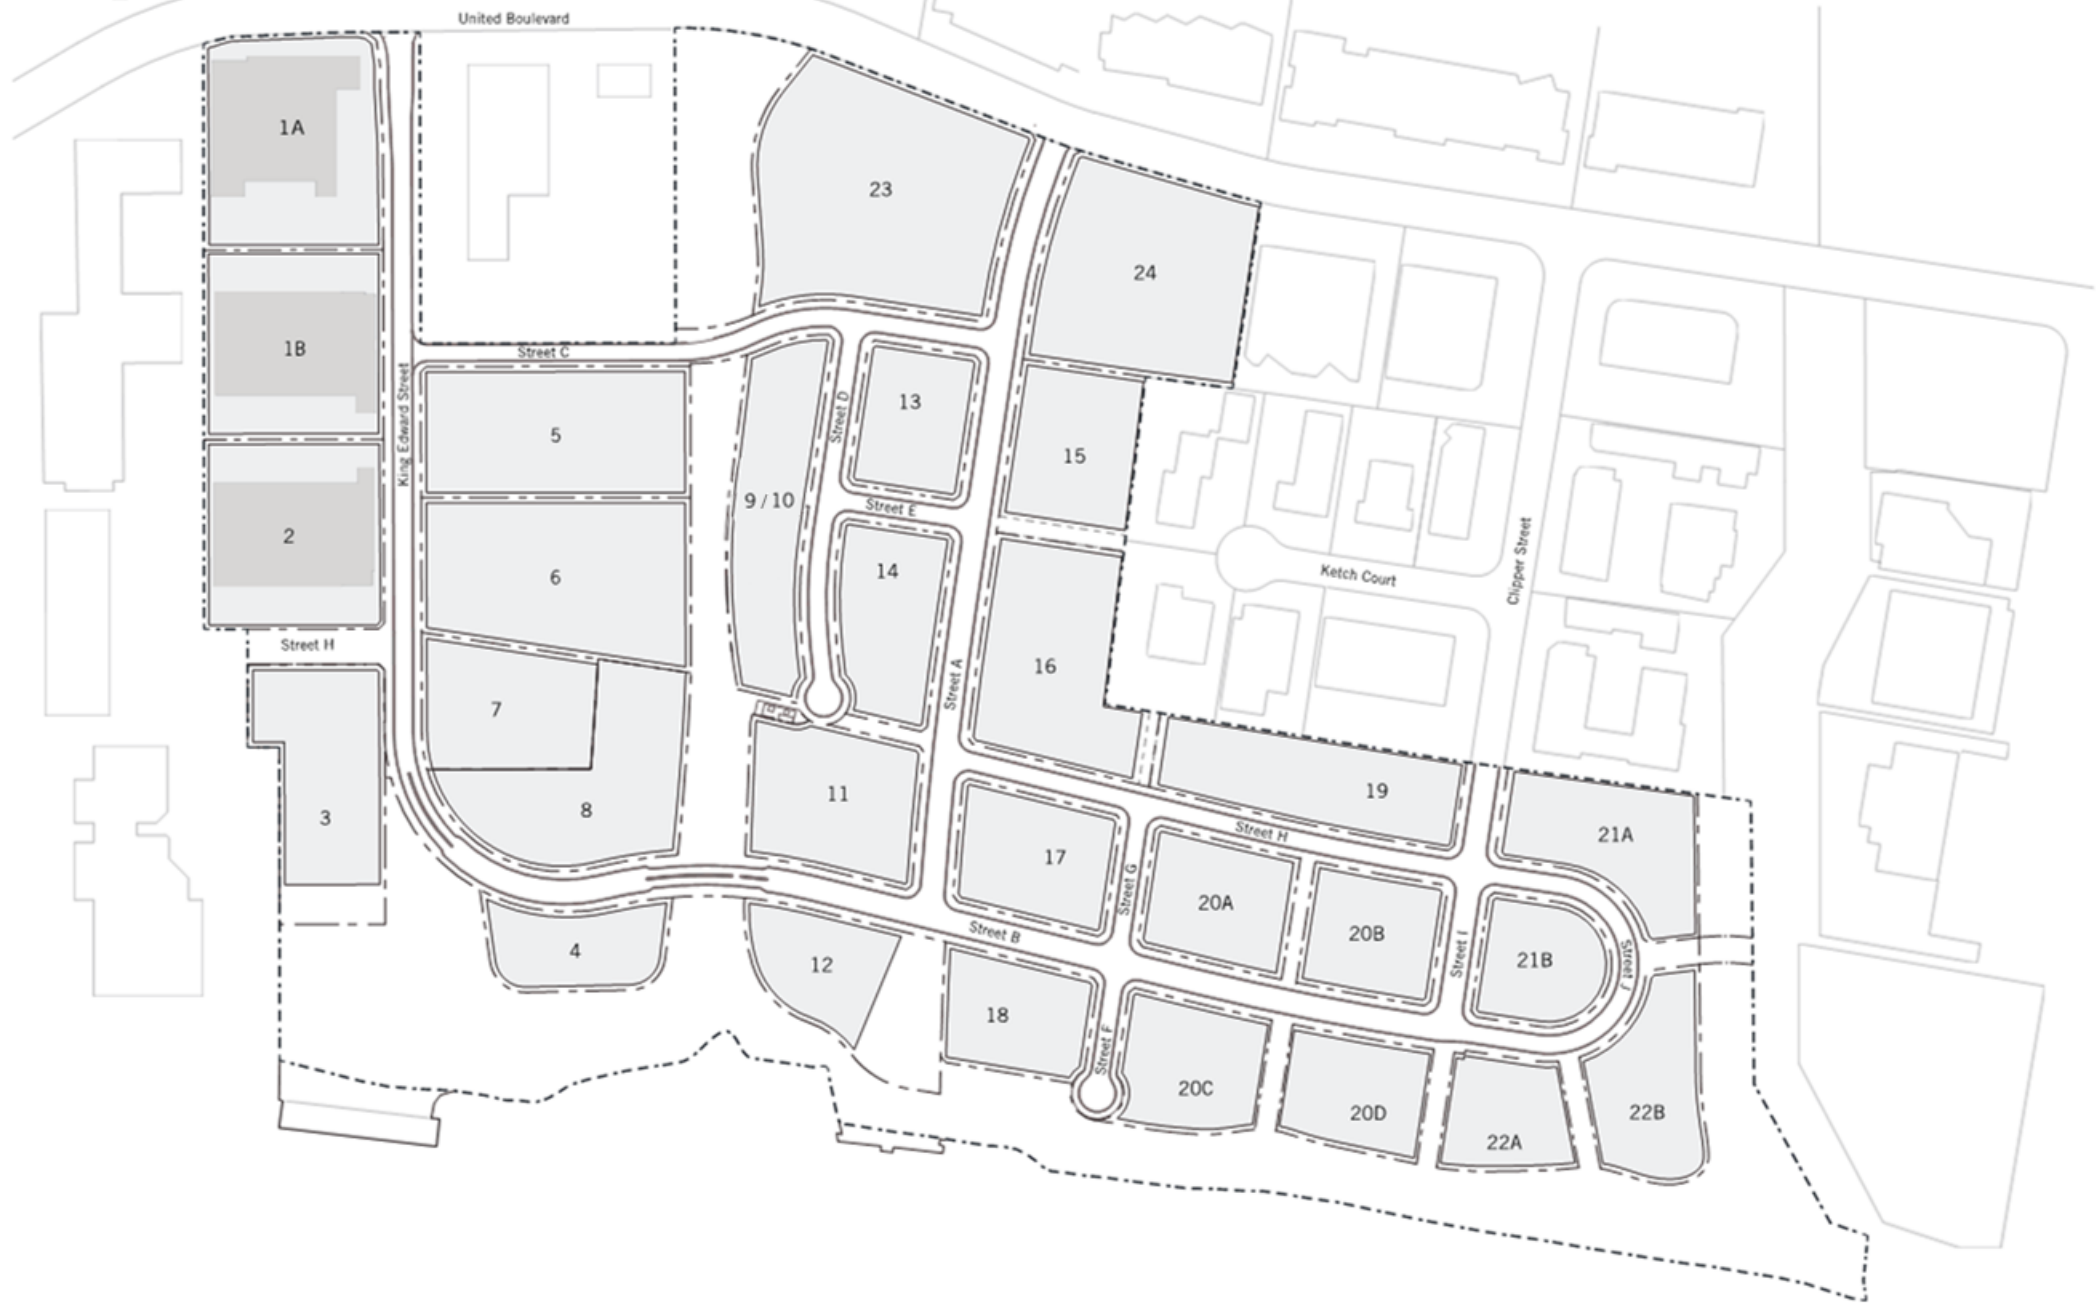 United Boulevard
1A
23
24
1B
Street C
King Edward Street
Street D
13
5
15
9 / 10
Street E
2
14
6
Ketch Court
Clipper Street
Street H
16
Street A
7
3
8
11
19
Street H
21A
17
Street G
20A
20B
Street B
Street I
21B
Street J
4
12
18
Street F
20C
20D
22A
22B